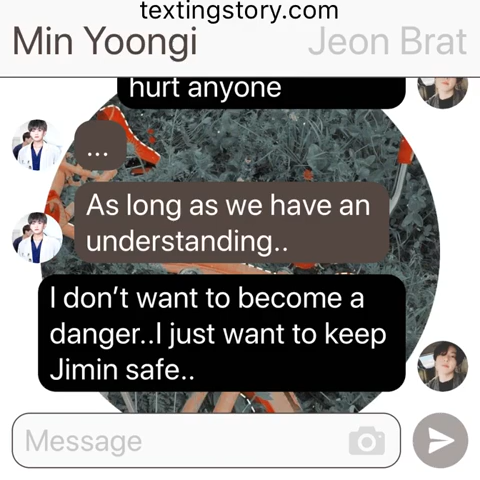 textingstory.com
Min Yoongi
Jeon Brat
hurt anyone
...
As long as we have an
understanding..
I don't want to become a
danger..I just want to keep
Jimin safe..
Message